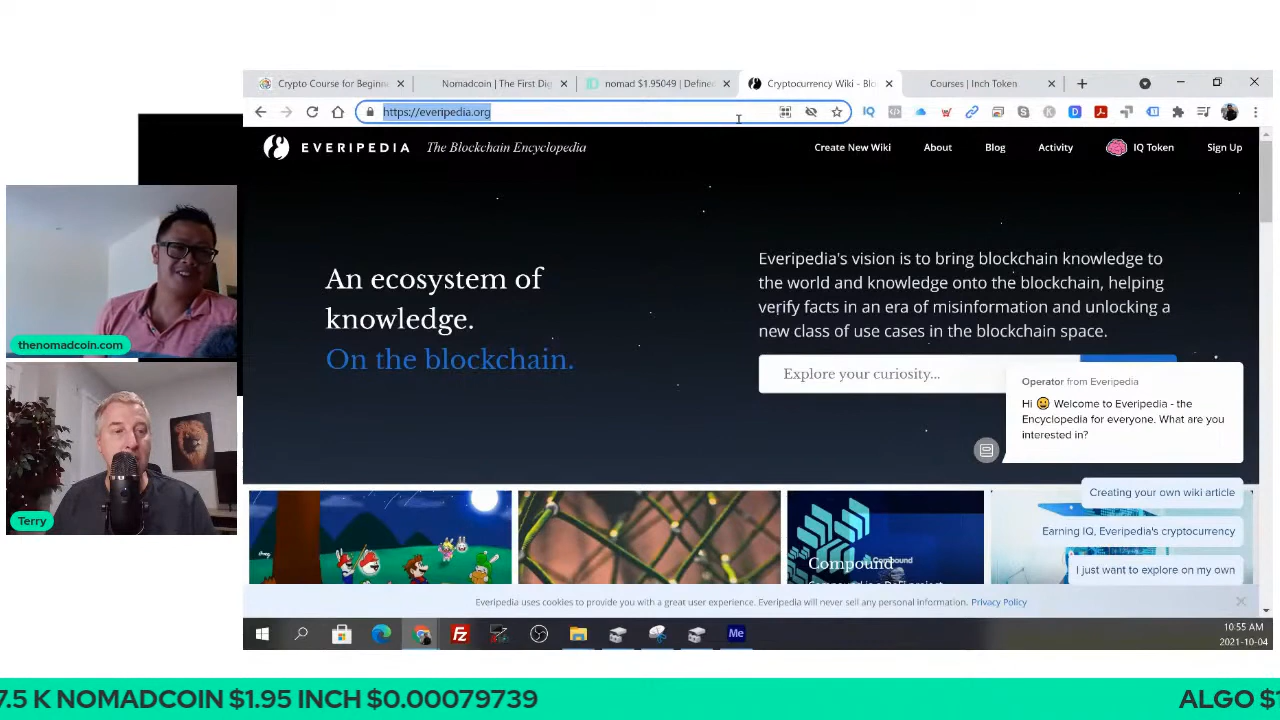 Crypto Course for Beginn
Nomadcoin | The First Dig
nomad $1.95049 | Define
Cryptocurrency Wiki - Blo
Courses | Inch Token
https://everipedia.org
EVERIPEDIA
The Blockchain Encyclopedia
Create New Wiki
About
Blog
Activity
IQ Token
Sign Up
An ecosystem of
knowledge.
On the blockchain.
Everipedia's vision is to bring blockchain knowledge to
the world and knowledge onto the blockchain, helping
verify facts in an era of misinformation and unlocking a
new class of use cases in the blockchain space.
Explore your curiosity...
Operator from Everipedia
Hi Welcome to Everipedia - the
Encyclopedia for everyone. What are you
interested in?
Creating your own wiki article
Earning IQ, Everipedia's cryptocurrency
I just want to explore on my own
Compound
Compound is a DeFi project
Everipedia uses cookies to provide you with a great user experience. Everipedia will never sell any personal information. Privacy Policy
thenomadcoin.com
Terry
Me
10:55 AM
2021-10-04
7.5 K NOMADCOIN $1.95 INCH $0.00079739
ALGO $1